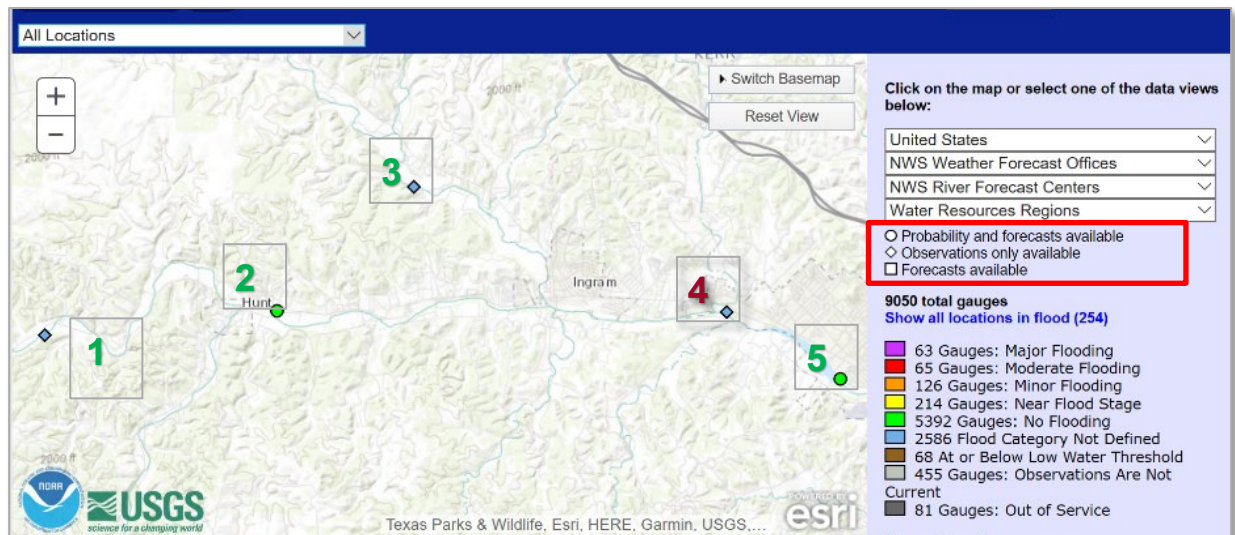 All Locations
KERR
2000 ft
Switch Basemap
Reset View
+
−
2000 ft
3
2
Hunt
Ingram
4
1
5
2000 ft
NOAA
USGS
science for a changing world
Texas Parks & Wildlife, Esri, HERE, Garmin, USGS,...
POWERED BY
esri
Click on the map or select one of the data views
below:
United States
NWS Weather Forecast Offices
NWS River Forecast Centers
Water Resources Regions
Probability and forecasts available
Observations only available
Forecasts available
9050 total gauges
Show all locations in flood (254)
63 Gauges: Major Flooding
65 Gauges: Moderate Flooding
126 Gauges: Minor Flooding
214 Gauges: Near Flood Stage
5392 Gauges: No Flooding
2586 Flood Category Not Defined
68 At or Below Low Water Threshold
455 Gauges: Observations Are Not
Current
81 Gauges: Out of Service